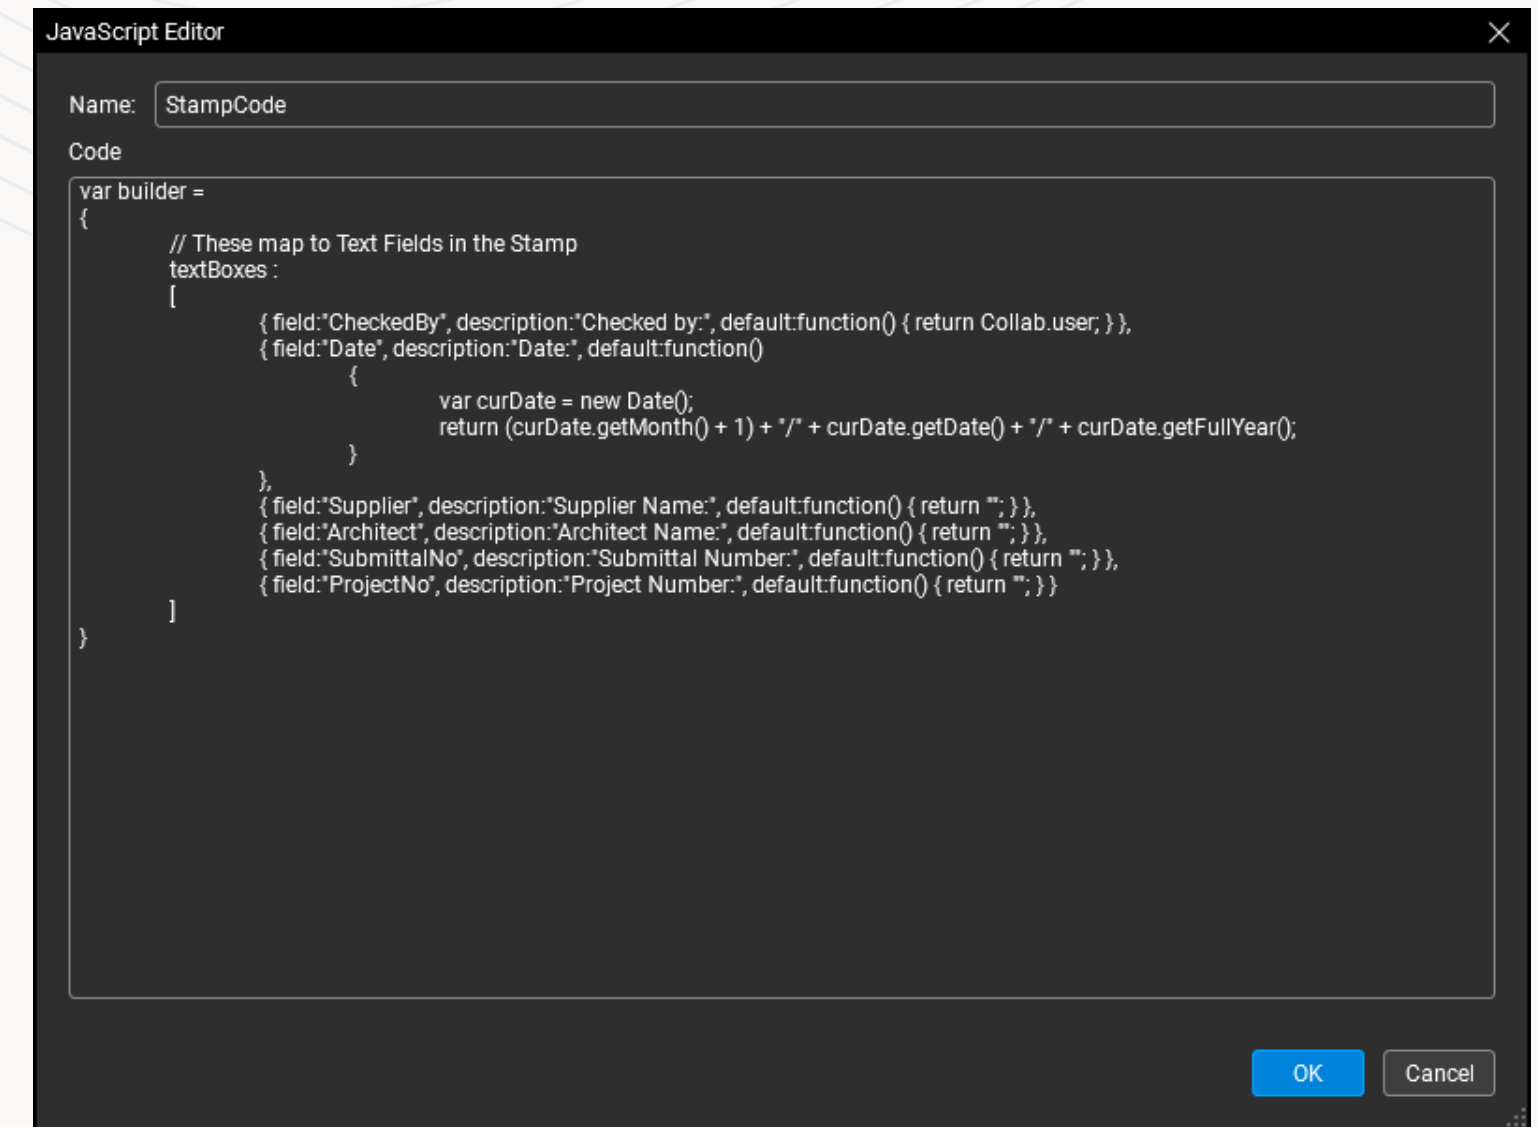 JavaScript Editor
Name: StampCode
Code
var builder =
{
// These map to Text Fields in the Stamp
textBoxes :
[
{ field:"CheckedBy", description:"Checked by:", default:function() { return Collab.user; } },
{ field:"Date", description:"Date:", default:function()
{
var curDate = new Date();
return (curDate.getMonth() + 1) + "/" + curDate.getDate() + "/" + curDate.getFullYear();
}
},
{ field:"Supplier", description:"Supplier Name:", default:function() { return ""; } },
{ field:"Architect", description:"Architect Name:", default:function() { return ""; } },
{ field:"SubmittalNo", description:"Submittal Number:", default:function() { return ""; } },
{ field:"ProjectNo", description:"Project Number:", default:function() { return ""; } }
]
}
OK Cancel